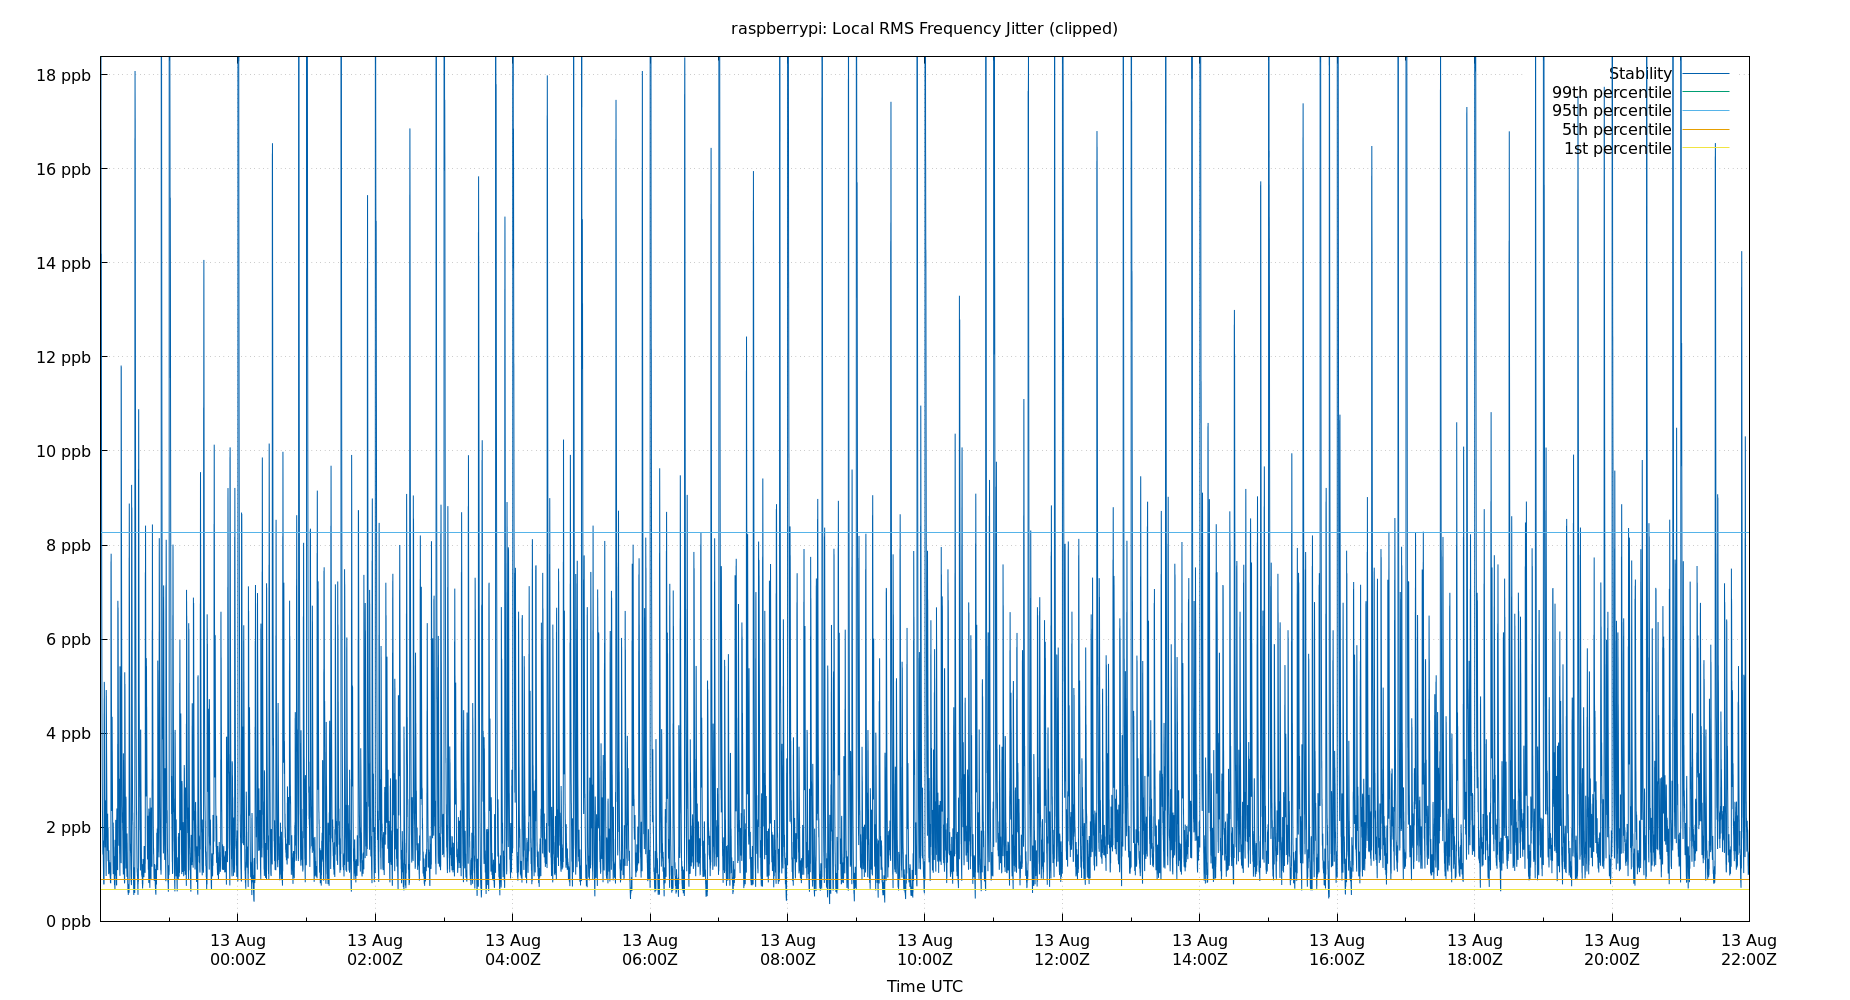 raspberrypi: Local RMS Frequency Jitter (clipped)
18 ppb
16 ppb
14 ppb
12 ppb
10 ppb
8 ppb
6 ppb
4 ppb
2 ppb
0 ppb
Stability
99th percentile
95th percentile
5th percentile
1st percentile
13 Aug 13 Aug 13 Aug 13 Aug 13 Aug 13 Aug 13 Aug 13 Aug 13 Aug 13 Aug 13 Aug 13 Aug
00:00Z 02:00Z 04:00Z 06:00Z 08:00Z 10:00Z 12:00Z 14:00Z 16:00Z 18:00Z 20:00Z 22:00Z
Time UTC